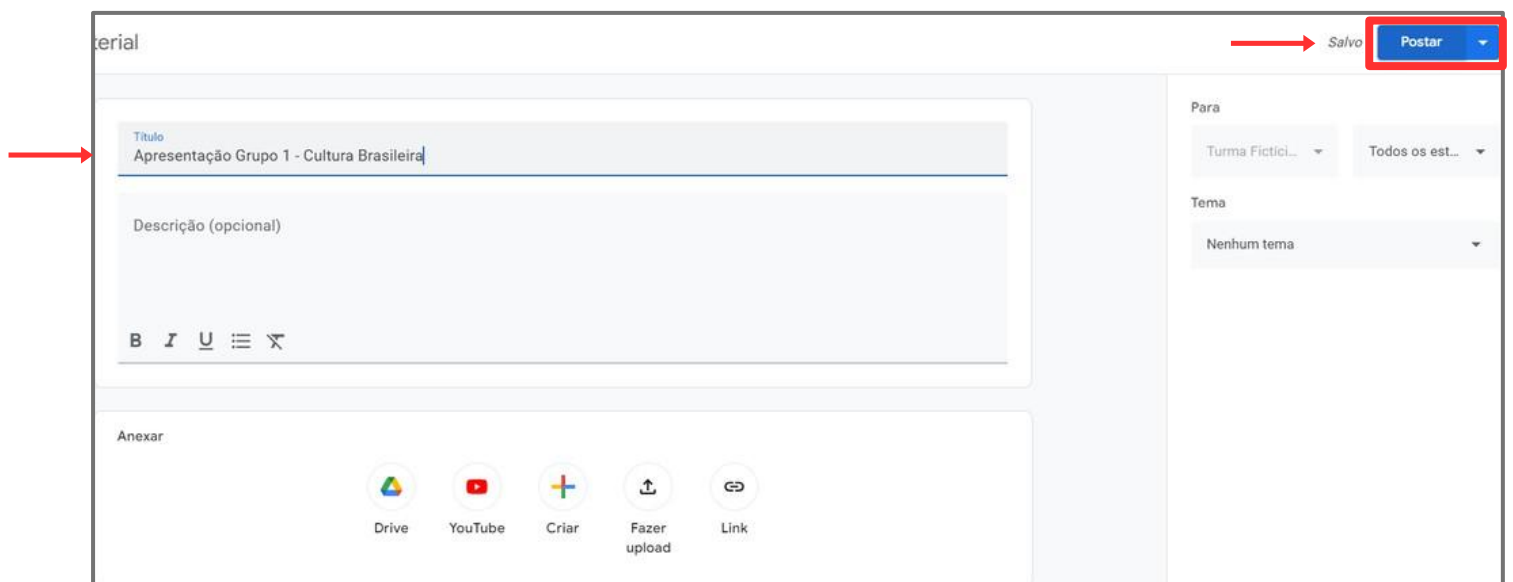 terial
Salvo
Postar
Título
Apresentação Grupo 1 - Cultura Brasileira
Descrição (opcional)
B I U
Anexar
Drive
YouTube
Criar
Fazer
upload
Link
Para
Turma Fictíci...
Todos os est...
Tema
Nenhum tema